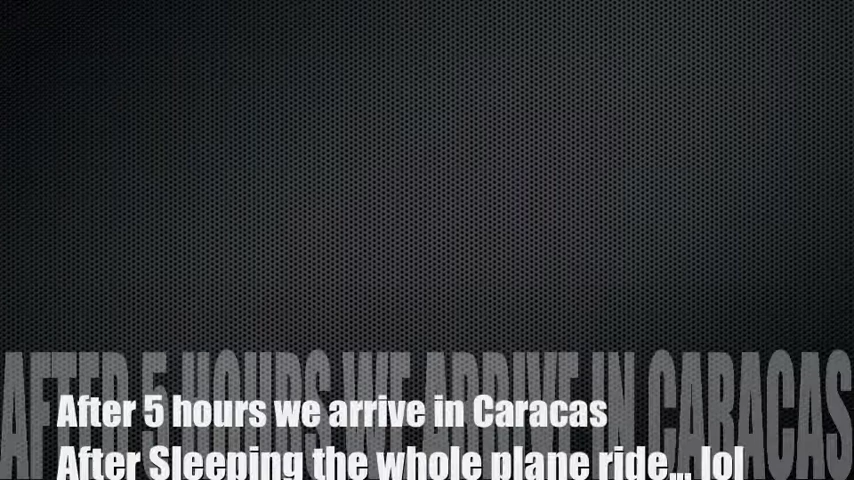 AFTER 5 HOURS WE ARRIVE IN CARACAS
After 5 hours we arrive in Caracas
After Sleeping the whole plane ride... lol